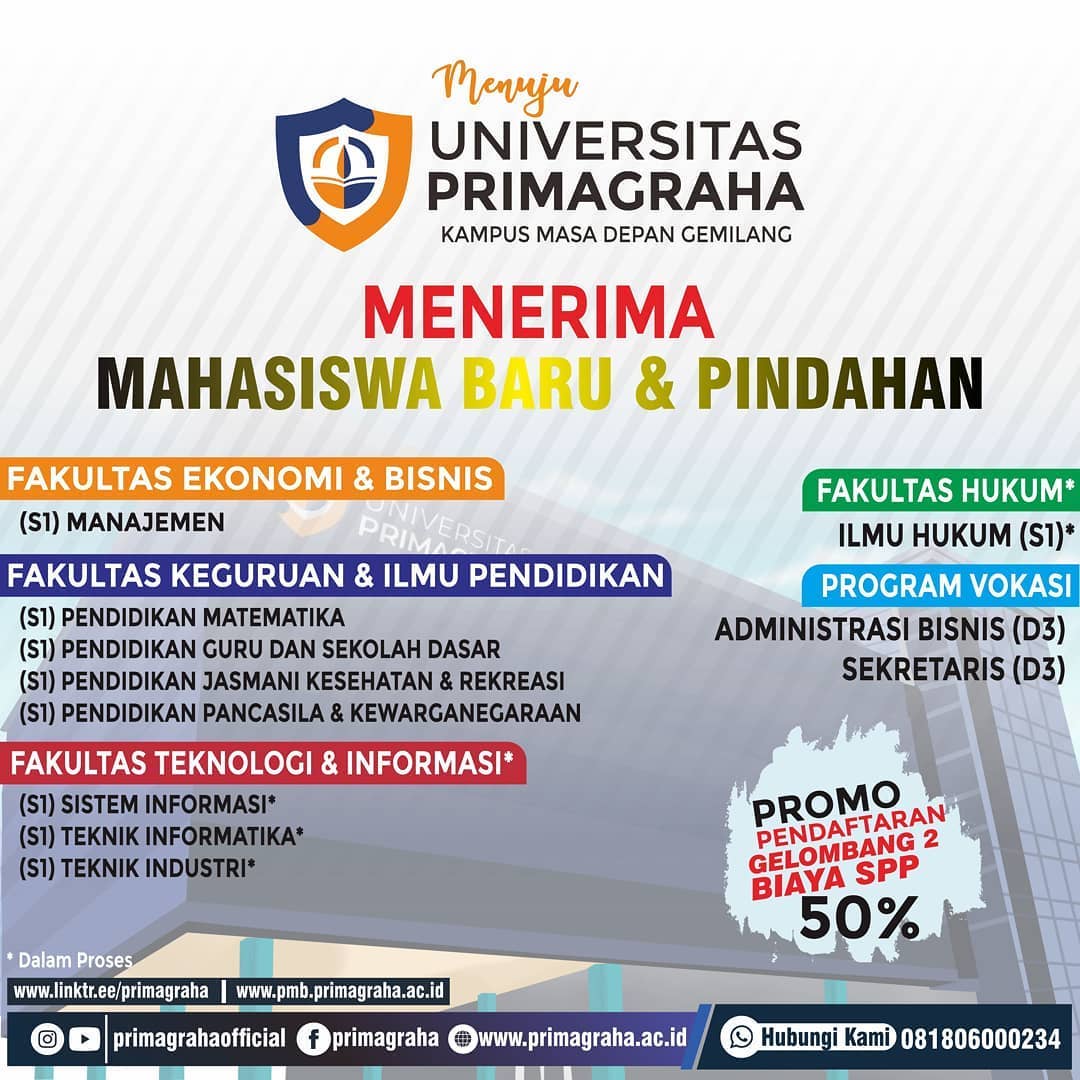 Menuju
UNIVERSITAS
PRIMAGRAHA
KAMPUS MASA DEPAN GEMILANG
MENERIMA
MAHASISWA BARU & PINDAHAN
FAKULTAS EKONOMI & BISNIS
(S1) MANAJEMEN
UNIVERSITAS
PRIMAGRAHA
FAKULTAS KEGURUAN & ILMU PENDIDIKAN
(S1) PENDIDIKAN MATEMATIKA
(S1) PENDIDIKAN GURU DAN SEKOLAH DASAR
(S1) PENDIDIKAN JASMANI KESEHATAN & REKREASI
(S1) PENDIDIKAN PANCASILA & KEWARGANEGARAAN
FAKULTAS TEKNOLOGI & INFORMASI*
(S1) SISTEM INFORMASI*
(S1) TEKNIK INFORMATIKA*
(S1) TEKNIK INDUSTRI*
FAKULTAS HUKUM*
ILMU HUKUM (S1)*
PROGRAM VOKASI
ADMINISTRASI BISNIS (D3)
SEKRETARIS (D3)
PROMO
PENDAFTARAN
GELOMBANG 2
BIAYA SPP
50%
* Dalam Proses
www.linktr.ee/primagraha | www.pmb.primagraha.ac.id
primagrahaofficial primagraha www.primagraha.ac.id Hubungi Kami 081806000234